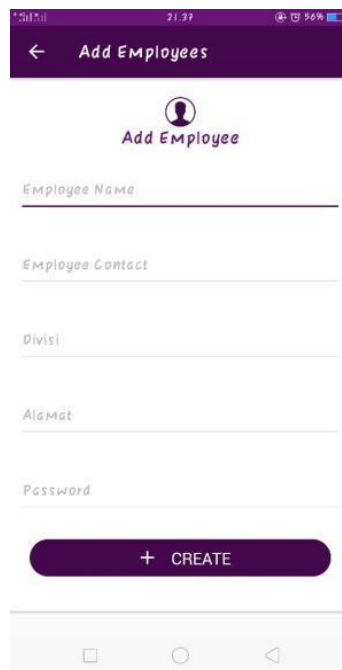 21.37
56%
Add Employees
Add Employee
Employee Name
Employee Contact
Divisi
Alamat
Password
+ CREATE